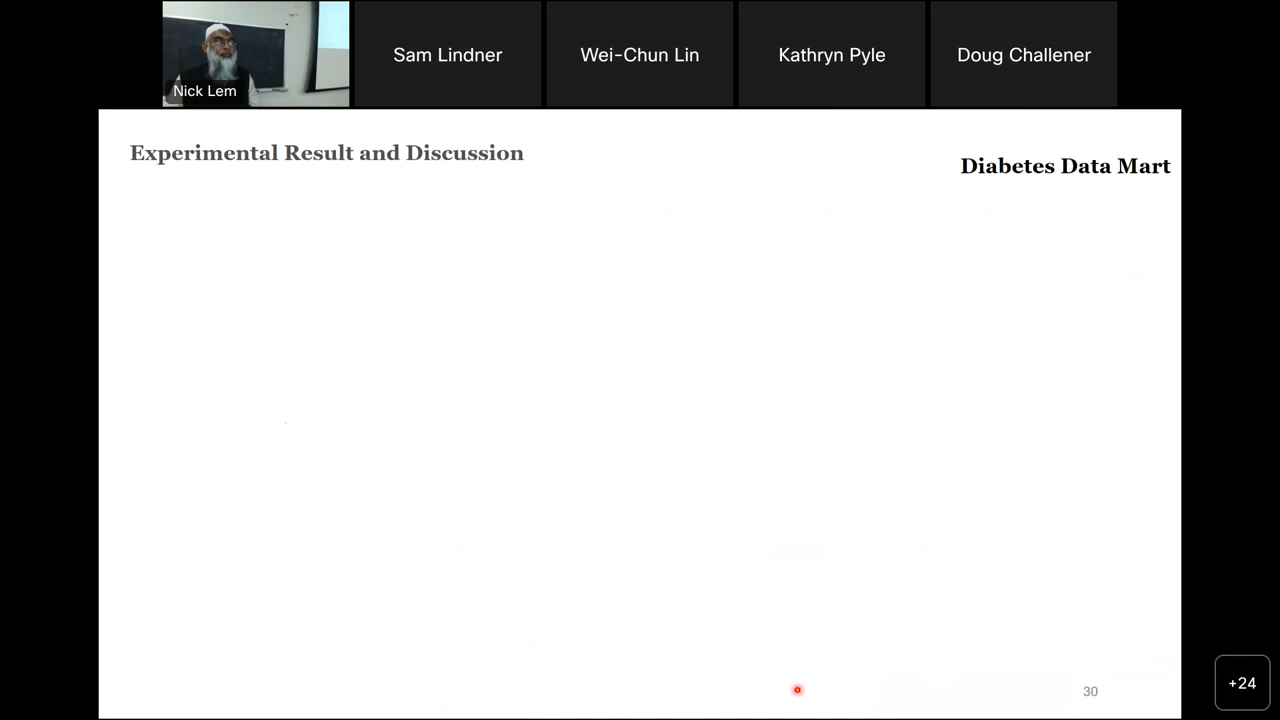 Nick Lem
Sam Lindner
Wei-Chun Lin
Kathryn Pyle
Doug Challener
Experimental Result and Discussion
Diabetes Data Mart
30
+24